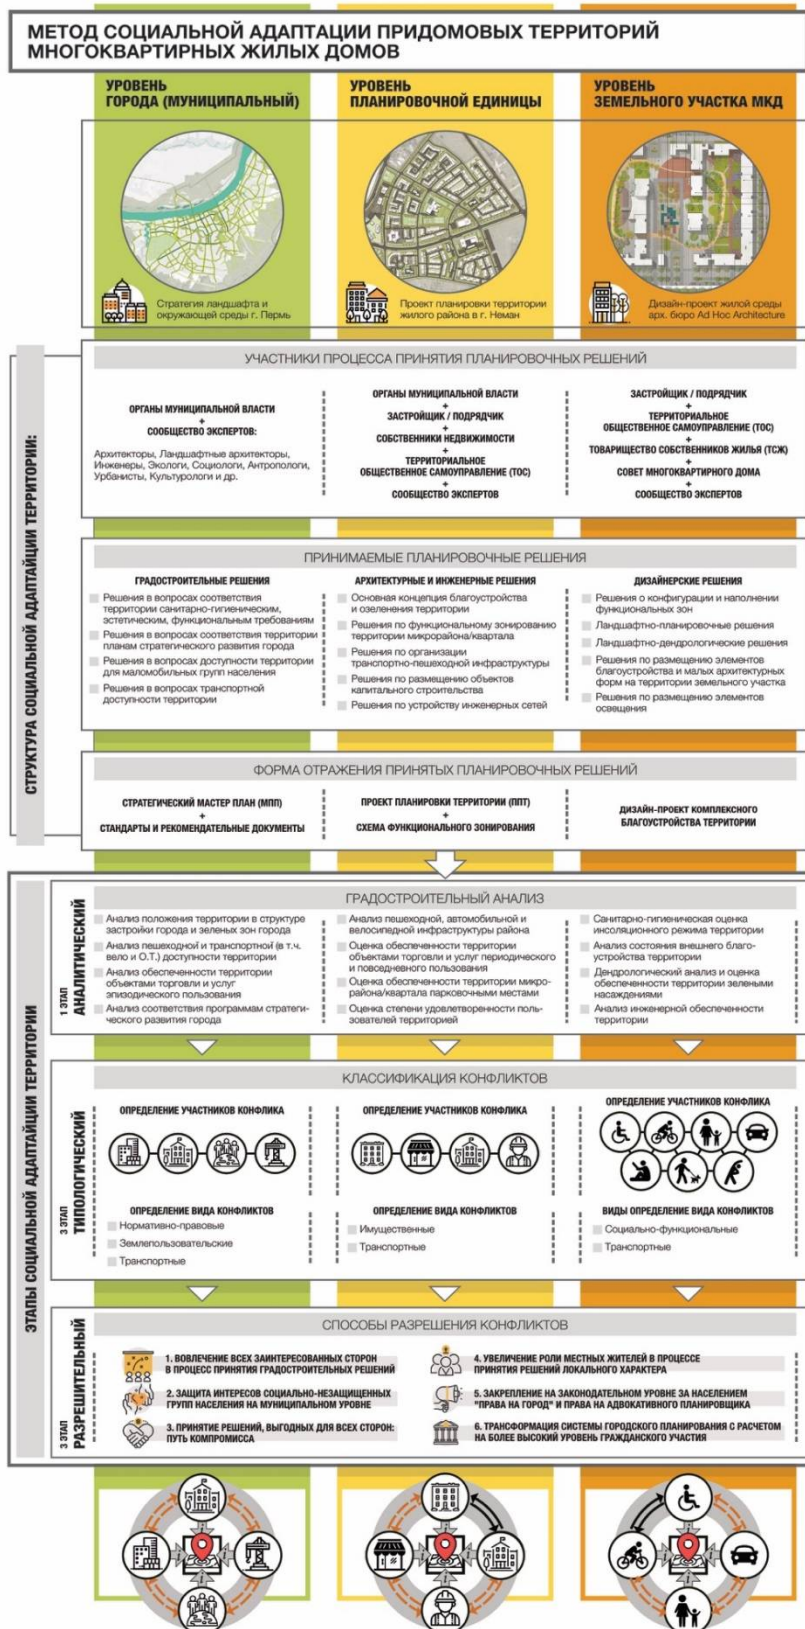 МЕТОД СОЦИАЛЬНОЙ АДАПТАЦИИ ПРИДОМОВЫХ ТЕРРИТОРИЙ
МНОГОКВАРТИРНЫХ ЖИЛЫХ ДОМОВ
УРОВЕНЬ
ГОРОДА (МУНИЦИПАЛЬНЫЙ)
УРОВЕНЬ
ПЛАНИРОВОЧНОЙ ЕДИНИЦЫ
УРОВЕНЬ
ЗЕМЕЛЬНОГО УЧАСТКА МКД
Стратегия ландшафта и
окружающей среды г. Пермь
Проект планировки территории
жилого района в г. Неман
Дизайн-проект жилой среды
арх. бюро Ad Hoc Architecture
СТРУКТУРА СОЦИАЛЬНОЙ АДАПТАЙЦИИ ТЕРРИТОРИИ:
УЧАСТНИКИ ПРОЦЕССА ПРИНЯТИЯ ПЛАНИРОВОЧНЫХ РЕШЕНИЙ
ОРГАНЫ МУНИЦИПАЛЬНОЙ ВЛАСТИ
+
СООБЩЕСТВО ЭКСПЕРТОВ:
Архитекторы, Ландшафтные архитекторы,
Инженеры, Экологи, Социологи, Антропологи,
Урбанисты, Культурологи и др.
ОРГАНЫ МУНИЦИПАЛЬНОЙ ВЛАСТИ
+
ЗАСТРОЙЩИК / ПОДРЯДЧИК
+
СОБСТВЕННИКИ НЕДВИЖИМОСТИ
+
ТЕРРИТОРИАЛЬНОЕ
ОБЩЕСТВЕННОЕ САМОУПРАВЛЕНИЕ (ТОС)
+
СООБЩЕСТВО ЭКСПЕРТОВ
ЗАСТРОЙЩИК / ПОДРЯДЧИК
+
ТЕРРИТОРИАЛЬНОЕ
ОБЩЕСТВЕННОЕ САМОУПРАВЛЕНИЕ (ТОС)
+
ТОВАРИЩЕСТВО СОБСТВЕННИКОВ ЖИЛЬЯ (ТСЖ)
+
СОВЕТ МНОГОКВАРТИРНОГО ДОМА
+
СООБЩЕСТВО ЭКСПЕРТОВ
ПРИНИМАЕМЫЕ ПЛАНИРОВОЧНЫЕ РЕШЕНИЯ
ГРАДОСТРОИТЕЛЬНЫЕ РЕШЕНИЯ
Решения в вопросах соответствия
территории санитарно-гигиеническим,
эстетическим, функциональным требованиям
Решения в вопросах соответствия территории
планам стратегического развития города
Решения в вопросах доступности территории
для маломобильных групп населения
Решения в вопросах транспортной
доступности территории
АРХИТЕКТУРНЫЕ И ИНЖЕНЕРНЫЕ РЕШЕНИЯ
Основная концепция благоустройства
и озеленения территории
Решения по функциональному зонированию
территории микрорайона/квартала
Решения по организации
транспортно-пешеходной инфраструктуры
Решения по размещению объектов
капитального строительства
Решения по устройству инженерных сетей
ДИЗАЙНЕРСКИЕ РЕШЕНИЯ
Решения о конфигурации и наполнении
функциональных зон
Ландшафтно-планировочные решения
Ландшафтно-дендрологические решения
Решения по размещению элементов
благоустройства и малых архитектурных
форм на территории земельного участка
Решения по размещению элементов
освещения
ФОРМА ОТРАЖЕНИЯ ПРИНЯТЫХ ПЛАНИРОВОЧНЫХ РЕШЕНИЙ
СТРАТЕГИЧЕСКИЙ МАСТЕР ПЛАН (МПП)
+
СТАНДАРТЫ И РЕКОМЕНДАТЕЛЬНЫЕ ДОКУМЕНТЫ
ПРОЕКТ ПЛАНИРОВКИ ТЕРРИТОРИИ (ППТ)
+
СХЕМА ФУНКЦИОНАЛЬНОГО ЗОНИРОВАНИЯ
ДИЗАЙН-ПРОЕКТ КОМПЛЕКСНОГО
БЛАГОУСТРОЙСТВА ТЕРРИТОРИИ
ЭТАПЫ СОЦИАЛЬНОЙ АДАПТАЙЦИИ ТЕРРИТОРИИ
1 ЭТАП
АНАЛИТИЧЕСКИЙ
ГРАДОСТРОИТЕЛЬНЫЙ АНАЛИЗ
Анализ положения территории в структуре
застройки города и зеленых зон города
Анализ пешеходной и транспортной (в т.ч.
вело и О.Т.) доступности территории
Анализ обеспеченности территории
объектами торговли и услуг
эпизодического пользования
Анализ соответствия программам стратеги-
ческого развития города
Анализ пешеходной, автомобильной и
велосипедной инфраструктуры района
Оценка обеспеченности территории
объектами торговли и услуг периодического
и повседневного пользования
Оценка обеспеченности территории микро-
района/квартала парковочными местами
Оценка степени удовлетворенности поль-
зователей территорией
Санитарно-гигиеническая оценка
инсоляционного режима территории
Анализ состояния внешнего благо-
устройства территории
Дендрологический анализ и оценка
обеспеченности территории зелеными
насаждениями
Анализ инженерной обеспеченности
территории
3 ЭТАП
ТИПОЛОГИЧЕСКИЙ
КЛАССИФИКАЦИЯ КОНФЛИКТОВ
ОПРЕДЕЛЕНИЕ УЧАСТНИКОВ КОНФЛИКА
ОПРЕДЕЛЕНИЕ ВИДА КОНФЛИКТОВ
Нормативно-правовые
Землепользовательские
Транспортные
ОПРЕДЕЛЕНИЕ УЧАСТНИКОВ КОНФЛИКА
ОПРЕДЕЛЕНИЕ ВИДА КОНФЛИКТОВ
Имущественные
Транспортные
ОПРЕДЕЛЕНИЕ УЧАСТНИКОВ КОНФЛИКА
ВИДЫ ОПРЕДЕЛЕНИЕ ВИДА КОНФЛИКТОВ
Социально-функциональные
Транспортные
3 ЭТАП
РАЗРЕШИТЕЛЬНЫЙ
СПОСОБЫ РАЗРЕШЕНИЯ КОНФЛИКТОВ
1. ВОВЛЕЧЕНИЕ ВСЕХ ЗАИНТЕРЕСОВАННЫХ СТОРОН
В ПРОЦЕСС ПРИНЯТИЯ ГРАДОСТРОИТЕЛЬНЫХ РЕШЕНИЙ
2. ЗАЩИТА ИНТЕРЕСОВ СОЦИАЛЬНО-НЕЗАЩИЩЕННЫХ
ГРУПП НАСЕЛЕНИЯ НА МУНИЦИПАЛЬНОМ УРОВНЕ
3. ПРИНЯТИЕ РЕШЕНИЙ, ВЫГОДНЫХ ДЛЯ ВСЕХ СТОРОН:
ПУТЬ КОМПРОМИССА
4. УВЕЛИЧЕНИЕ РОЛИ МЕСТНЫХ ЖИТЕЛЕЙ В ПРОЦЕССЕ
ПРИНЯТИЯ РЕШЕНИЙ ЛОКАЛЬНОГО ХАРАКТЕРА
5. ЗАКРЕПЛЕНИЕ НА ЗАКОНОДАТЕЛЬНОМ УРОВНЕ ЗА НАСЕЛЕНИЕМ
"ПРАВА НА ГОРОД" И ПРАВА НА АДВОКАТИВНОГО ПЛАНИРОВЩИКА
6. ТРАНСФОРМАЦИЯ СИСТЕМЫ ГОРОДСКОГО ПЛАНИРОВАНИЯ С РАСЧЕТОМ
НА БОЛЕЕ ВЫСОКИЙ УРОВЕНЬ ГРАЖДАНСКОГО УЧАСТИЯ